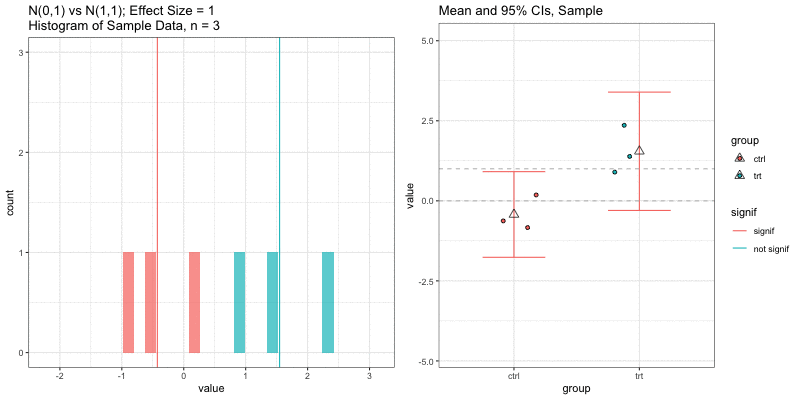 N(0,1) vs N(1,1); Effect Size = 1
Histogram of Sample Data, n = 3
3
2
1
0
count
-2
-1
0
1
2
3
value
Mean and 95% CIs, Sample
5.0
2.5
0.0
-2.5
-5.0
value
ctrl
trt
group
group
ctrl
trt
signif
signif
not signif